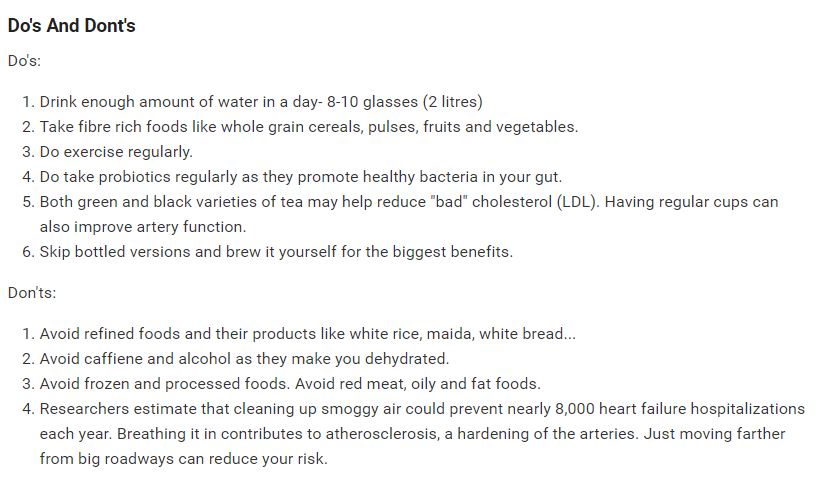 Do's And Dont's
Do's:
1. Drink enough amount of water in a day- 8-10 glasses (2 litres)
2. Take fibre rich foods like whole grain cereals, pulses, fruits and vegetables.
3. Do exercise regularly.
4. Do take probiotics regularly as they promote healthy bacteria in your gut.
5. Both green and black varieties of tea may help reduce "bad" cholesterol (LDL). Having regular cups can
also improve artery function.
6. Skip bottled versions and brew it yourself for the biggest benefits.
Don'ts:
1. Avoid refined foods and their products like white rice, maida, white bread...
2. Avoid caffiene and alcohol as they make you dehydrated.
3. Avoid frozen and processed foods. Avoid red meat, oily and fat foods.
4. Researchers estimate that cleaning up smoggy air could prevent nearly 8,000 heart failure hospitalizations
each year. Breathing it in contributes to atherosclerosis, a hardening of the arteries. Just moving farther
from big roadways can reduce your risk.